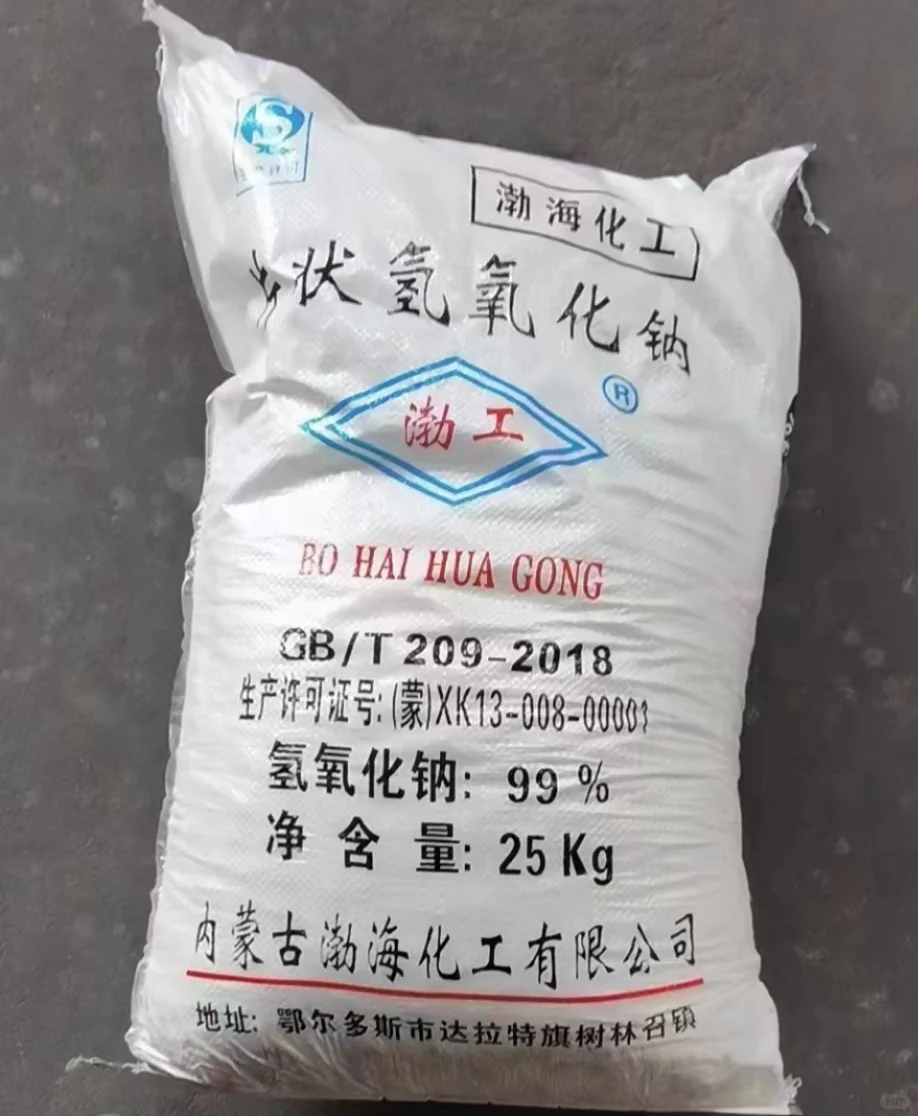 S
渤海化工
状氢氧化钠
渤工
R
BO HAI HUA GONG
GB/T 209-2018
生产许可证号: (蒙)XK13-008-00001
氢氧化钠: 99 %
净含量: 25 Kg
内蒙古渤海化工有限公司
地址: 鄂尔多斯市达拉特旗树林召镇